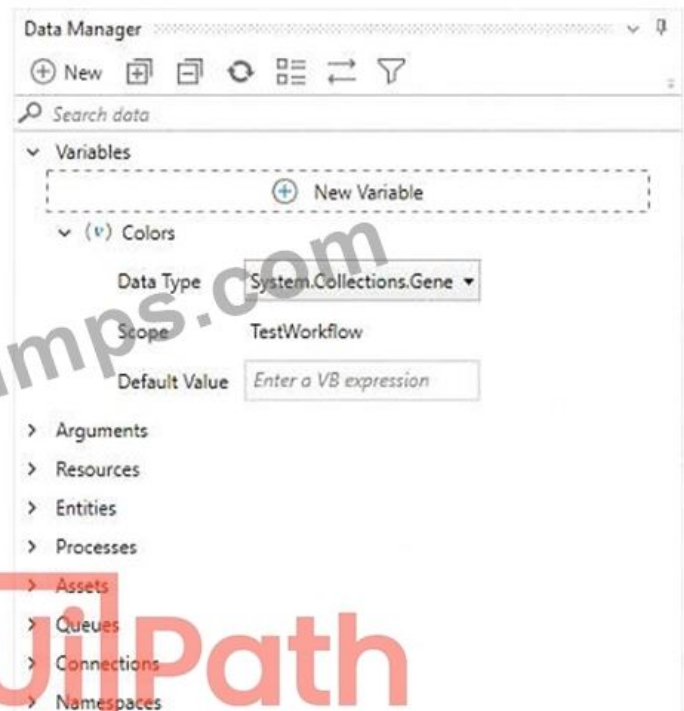 Data Manager
New
Search data
Variables
New Variable
(v) Colors
Data Type System.Collections.Gene
Scope TestWorkflow
Default Value Enter a VB expression
Arguments
Resources
Entities
Processes
Assets
Queues
Connections
Namespaces
mps.com
UiPath